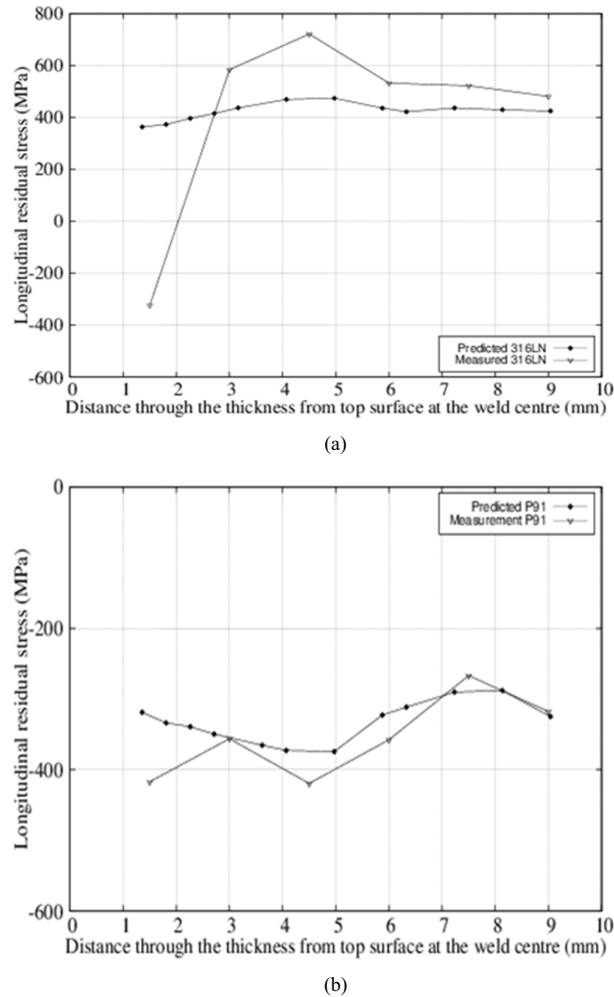 800
600
400
200
0
-200
-400
-600
Longitudinal residual stress (MPa)
Predicted 316LN
Measured 316LN
0 1 2 3 4 5 6 7 8 9 10
Distance through the thickness from top surface at the weld centre (mm)
(a)
0
-200
-400
-600
Longitudinal residual stress (MPa)
Predicted P91
Measurement P91
0 1 2 3 4 5 6 7 8 9 10
Distance through the thickness from top surface at the weld centre (mm)
(b)